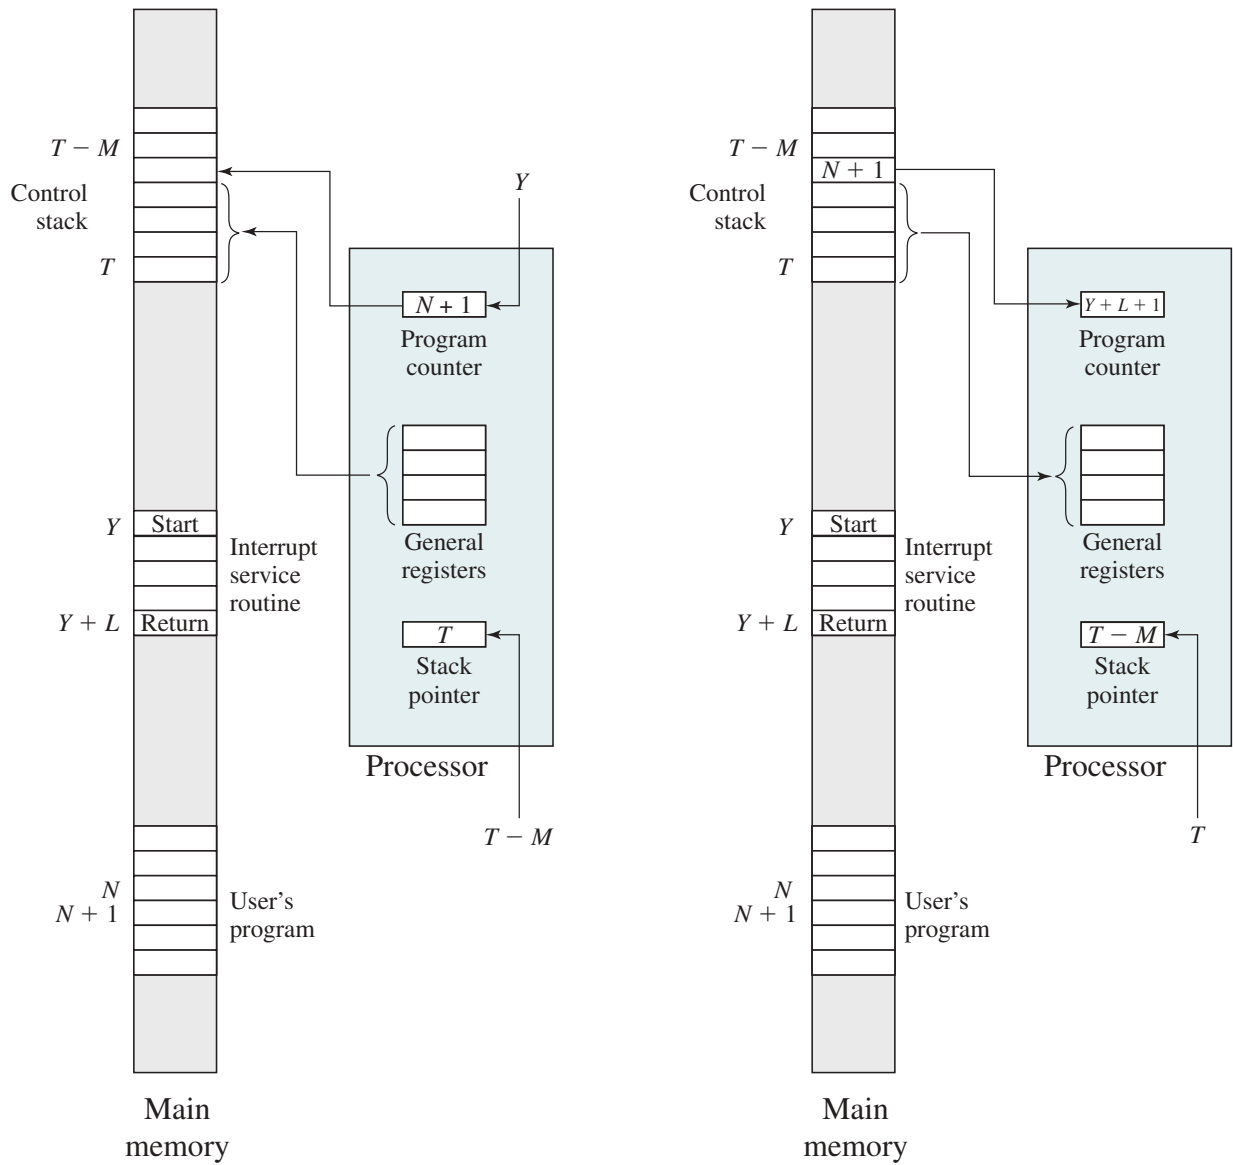 T − M
Control
stack
T
Y
N + 1
Program
counter
General
registers
T
Stack
pointer
Processor
T − M
Y
Start
Interrupt
service
routine
Y + L
Return
N
N + 1
User's
program
Main
memory
T − M
N + 1
Control
stack
T
Y + L + 1
Program
counter
General
registers
T − M
Stack
pointer
Processor
T
Y
Start
Interrupt
service
routine
Y + L
Return
N
N + 1
User's
program
Main
memory